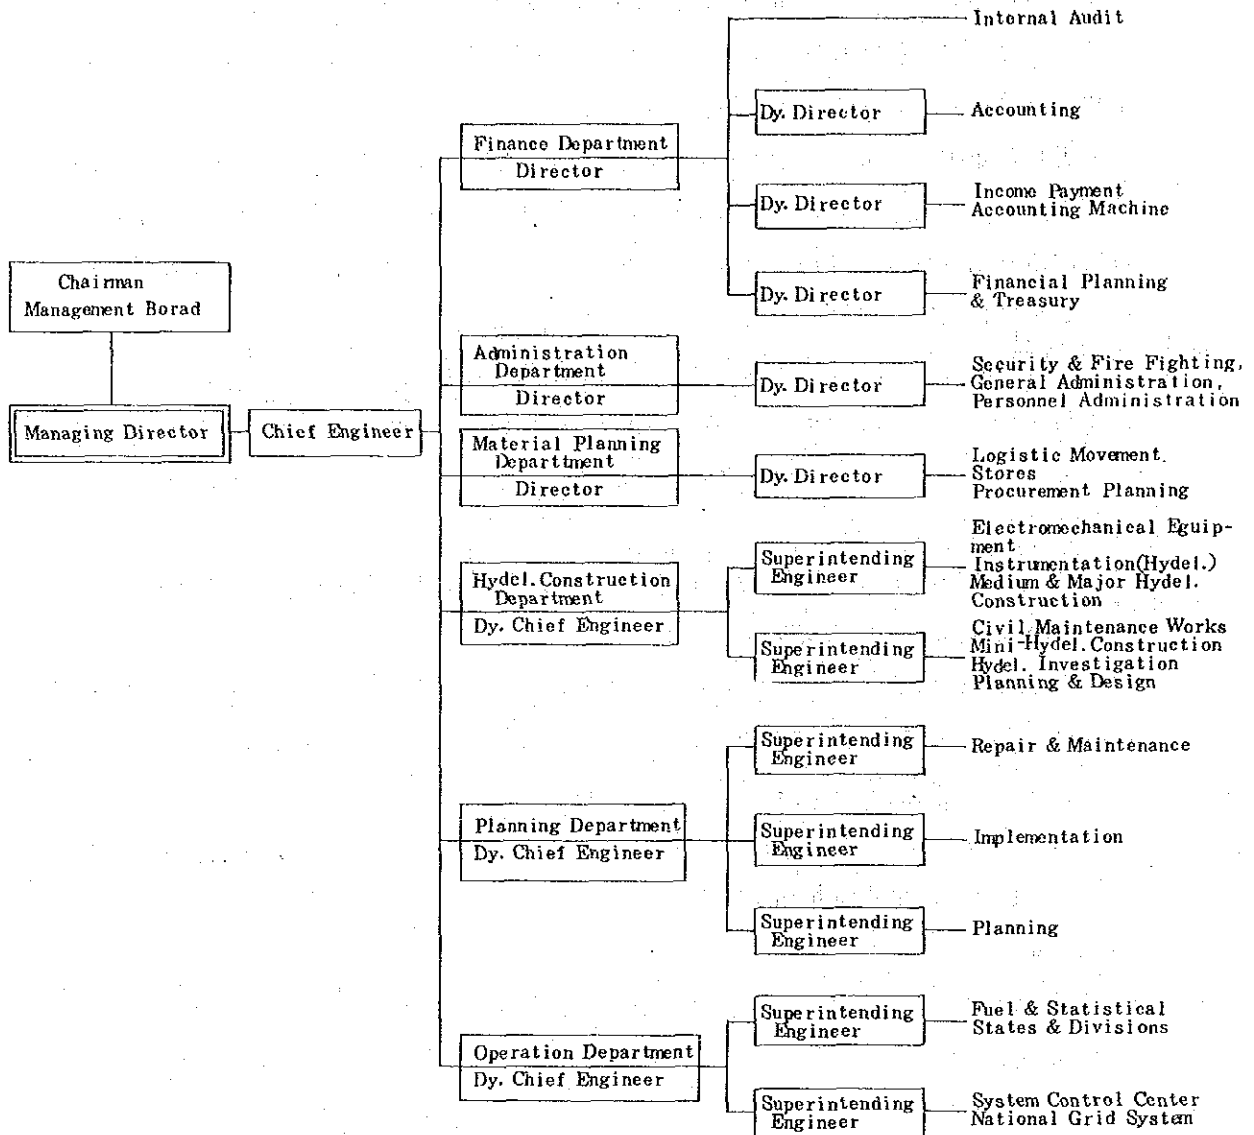 Internal Audit
Dy. Director
Accounting
Finance Department
Director
Dy. Director
Income Payment
Accounting Machine
Chairman
Management Borad
Dy. Director
Financial Planning
& Treasury
Administration
Department
Director
Dy. Director
Security & Fire Fighting,
General Administration,
Personnel Administration
Managing Director
Chief Engineer
Material Planning
Departtment
Director
Dy. Director
Logistic Movement.
Stores
Procurement Planning
Hydel. Construction
Department
Dy. Chief Engineer
Superintending
Engineer
Electromechanical Eguip-
ment
Instrumentation(Hydel.)
Medium & Major Hydel.
Construction
Superintending
Engineer
Civil Maintenance Works
Mini-Hydel. Construction
Hydel. Investigation
Planning & Design
Superintending
Engineer
Repair & Maintenance
Planning Department
Dy. Chief Engineer
Superintending
Engineer
Implementation
Superintending
Engineer
Planning
Operation Department
Dy. Chief Engineer
Superintending
Engineer
Fuel & Statistical
States & Divisions
Superintending
Engineer
System Control Center
National Grid System